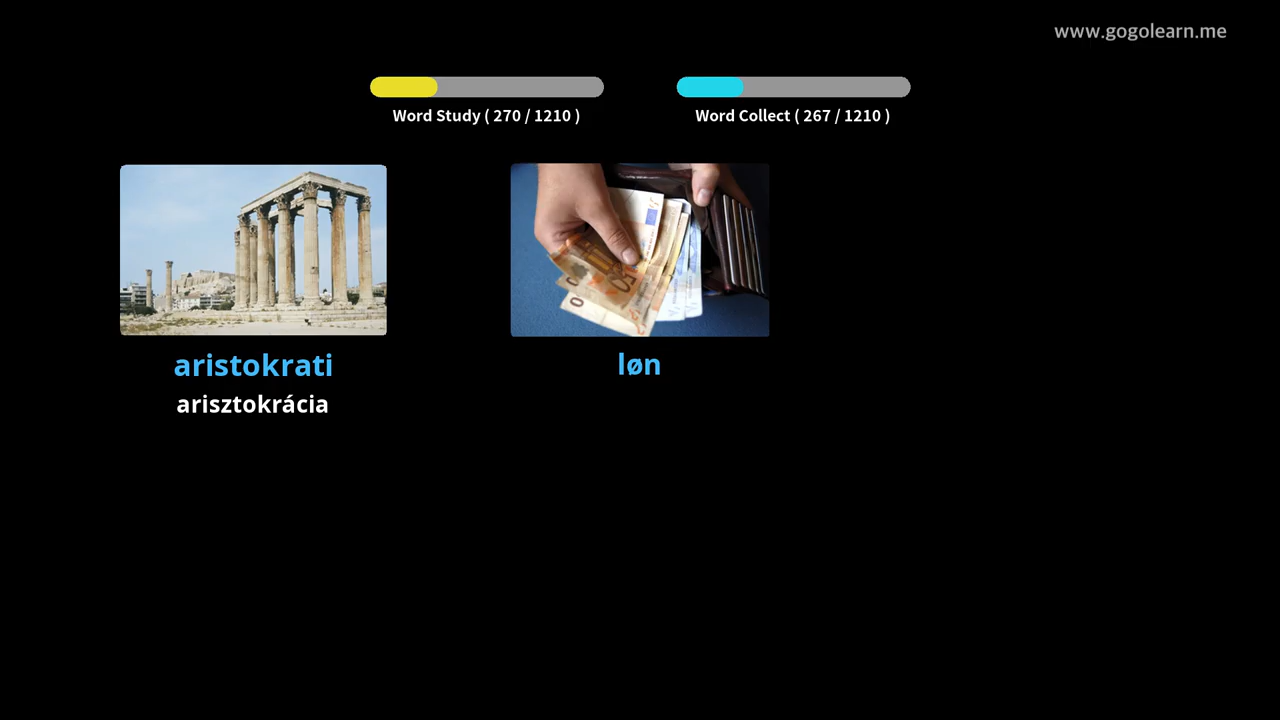 www.gogolearn.me
Word Study ( 270 / 1210 )
Word Collect ( 267 / 1210 )
aristokrati
arisztokrácia
løn